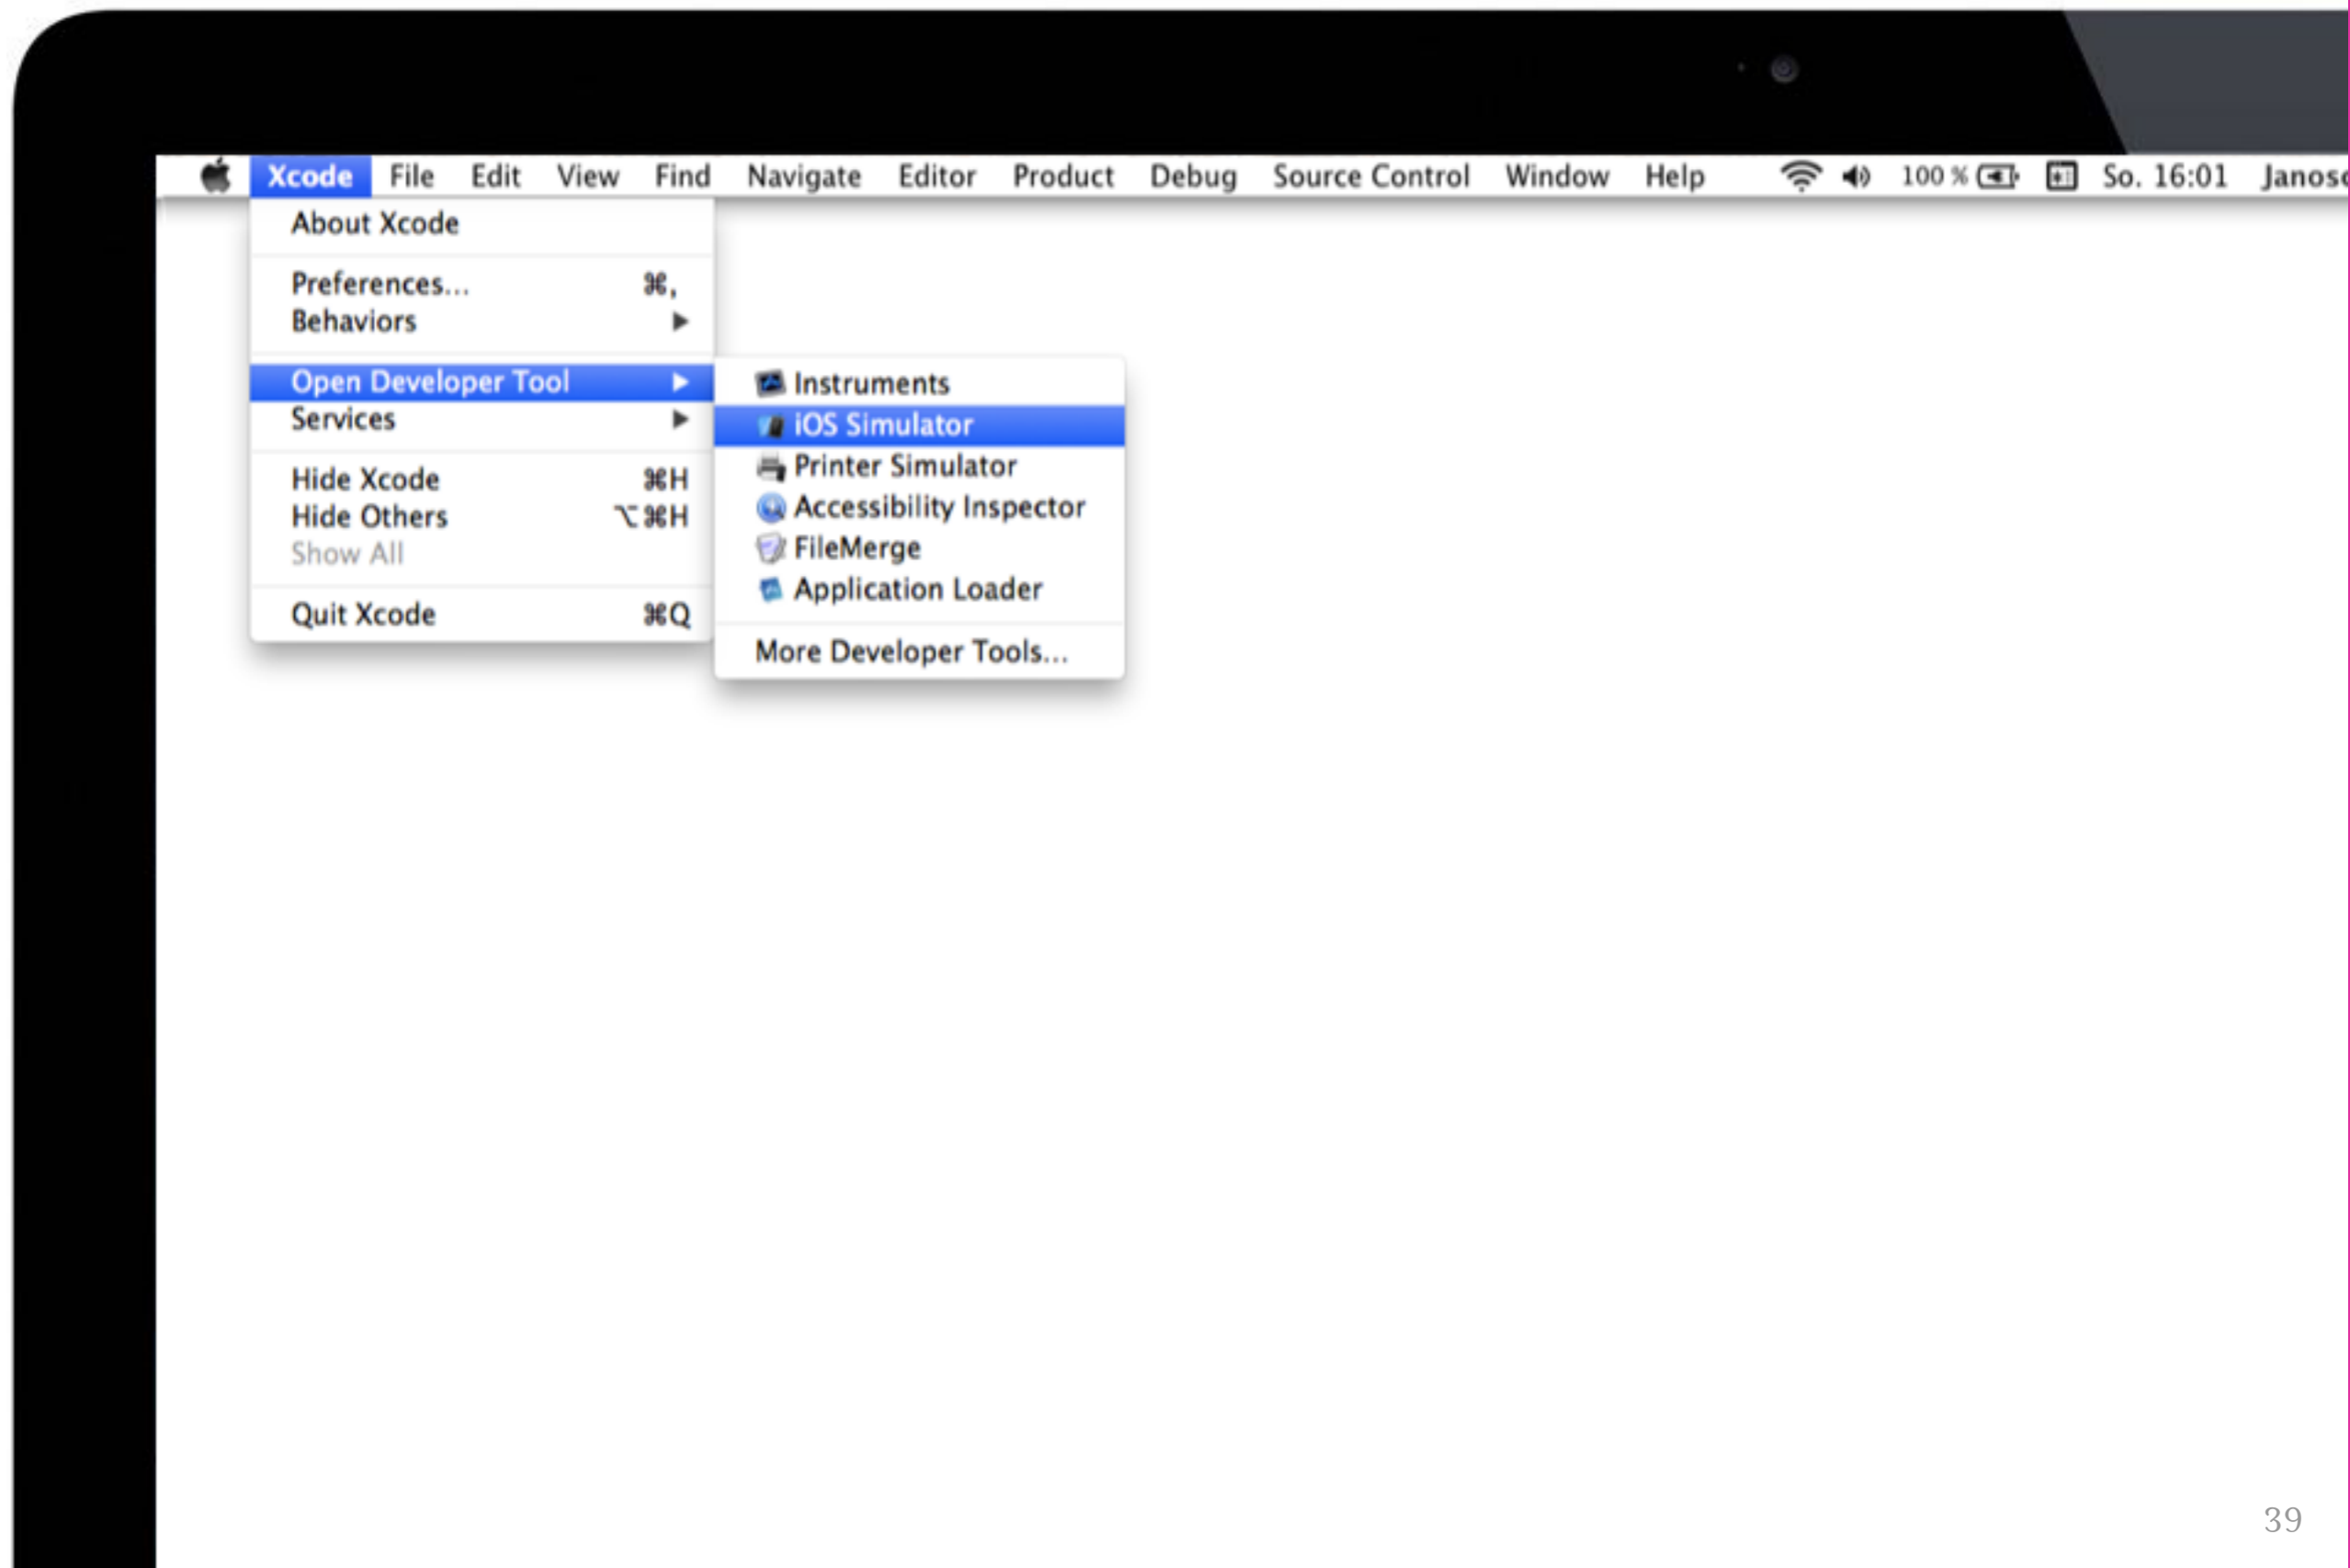 Xcode File Edit View Find Navigate Editor Product Debug Source Control Window Help 100 % So. 16:01
About Xcode
Preferences... ⌘,
Behaviors
Open Developer Tool
Services
Hide Xcode ⌘H
Hide Others ⌥⌘H
Show All
Quit Xcode ⌘Q
Instruments
iOS Simulator
Printer Simulator
Accessibility Inspector
FileMerge
Application Loader
More Developer Tools...
39